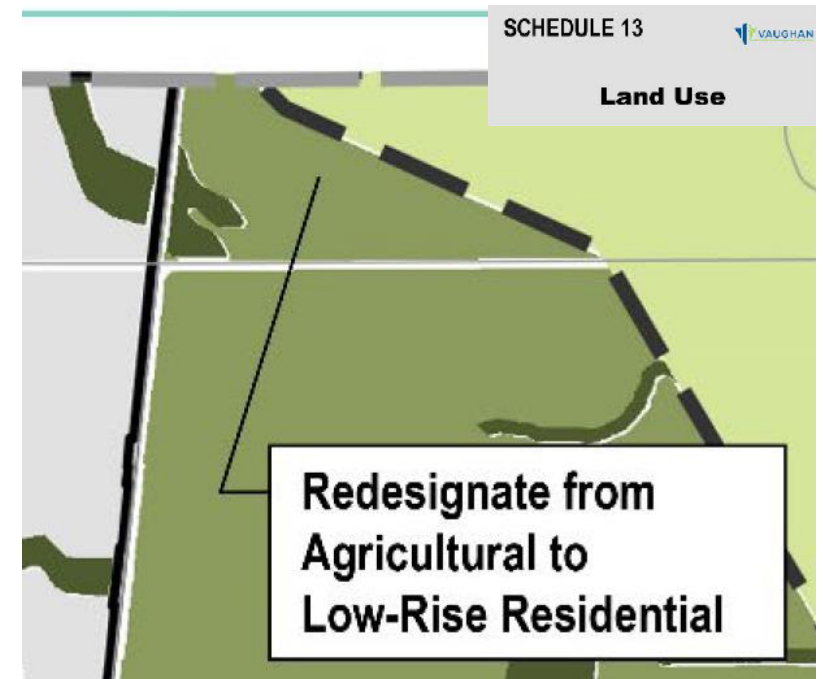 SCHEDULE 13
VAUGHAN
Land Use
Redesignate from
Agricultural to
Low-Rise Residential